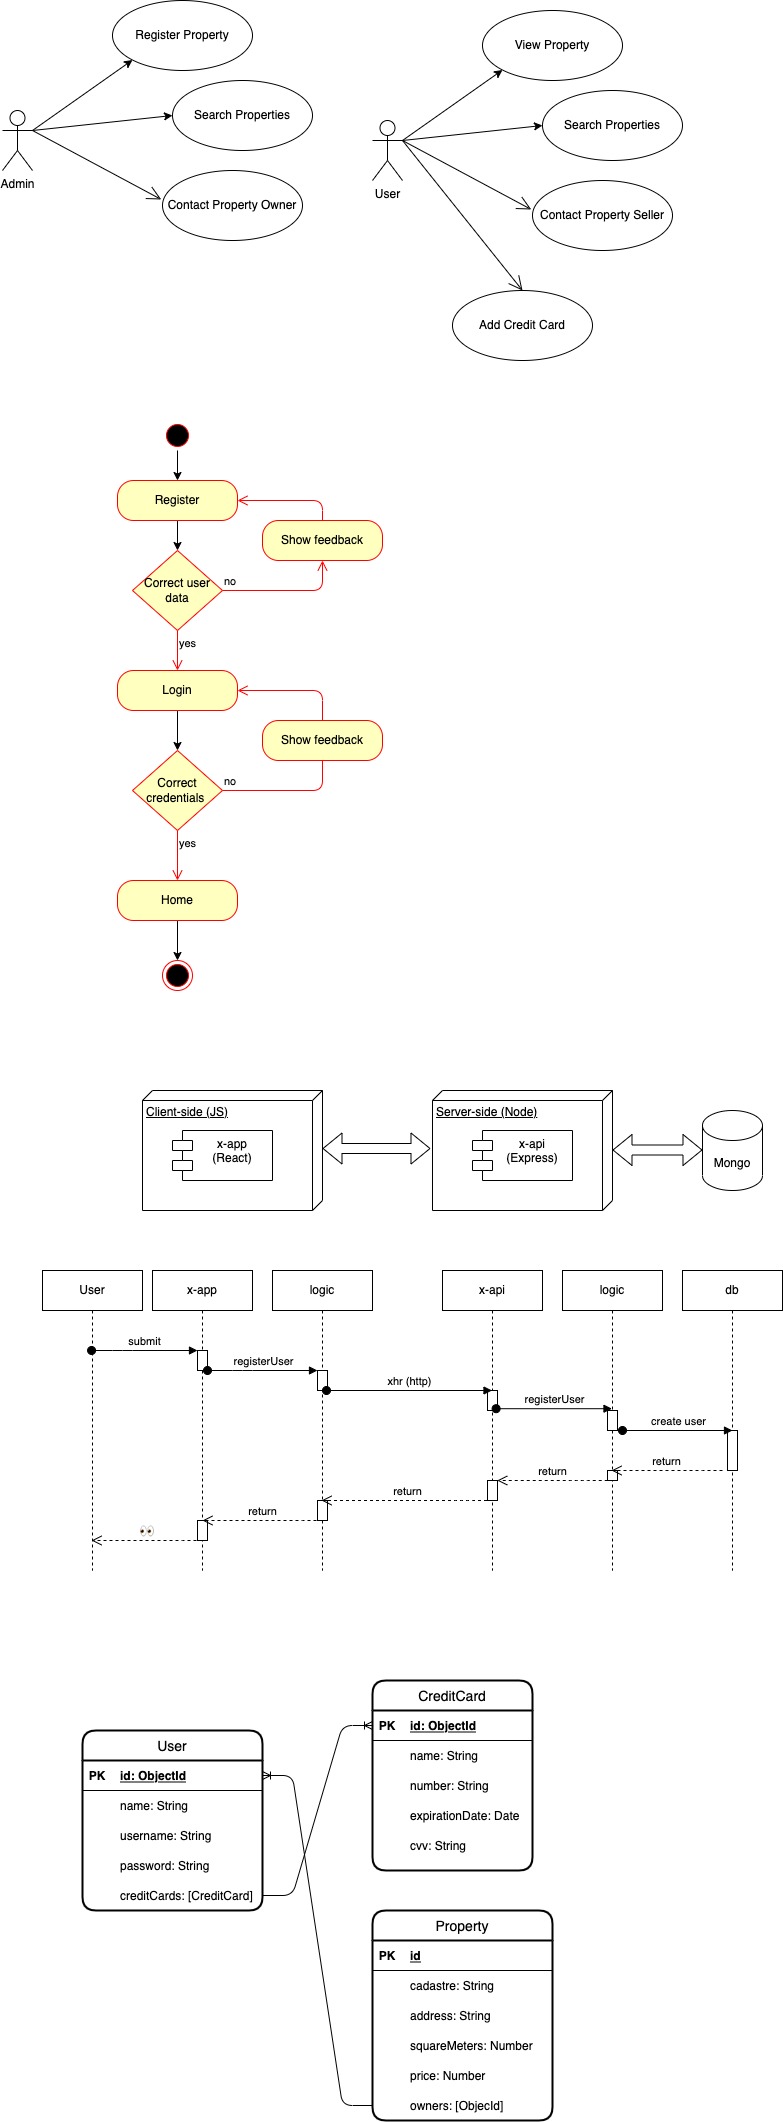 Register Property
Search Properties
Contact Property Owner
Admin
View Property
Search Properties
Contact Property Seller
Add Credit Card
User
Register
Show feedback
Correct user
data
no
yes
Login
Show feedback
Correct
credentials
no
yes
Home
Client-side (JS)
x-app
(React)
Server-side (Node)
x-api
(Express)
Mongo
User
x-app
logic
x-api
logic
db
submit
registerUser
xhr (http)
registerUser
create user
return
return
return
return
👀
CreditCard
PK id: ObjectId
name: String
number: String
expirationDate: Date
cvv: String
User
PK id: ObjectId
name: String
username: String
password: String
creditCards: [CreditCard]
Property
PK id
cadastre: String
address: String
squareMeters: Number
price: Number
owners: [ObjecId]